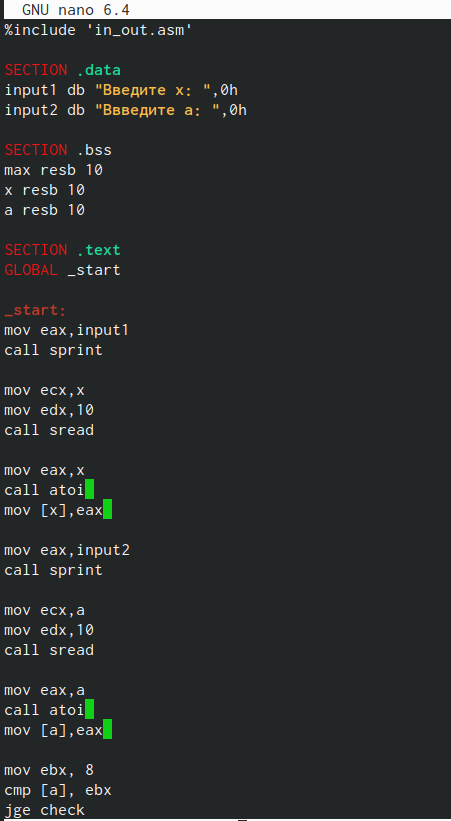 GNU nano 6.4
%include 'in_out.asm'
SECTION .data
input1 db "Введите x: ",0h
input2 db "Ввведите а: ",0h
SECTION .bss
max resb 10
x resb 10
a resb 10
SECTION .text
GLOBAL _start
_start:
mov eax,input1
call sprint
mov ecx,x
mov edx,10
call sread
mov eax,x
call atoi
mov [x],eax
mov eax,input2
call sprint
mov ecx,a
mov edx,10
call sread
mov eax,a
call atoi
mov [a],eax
mov ebx, 8
cmp [a], ebx
jge check